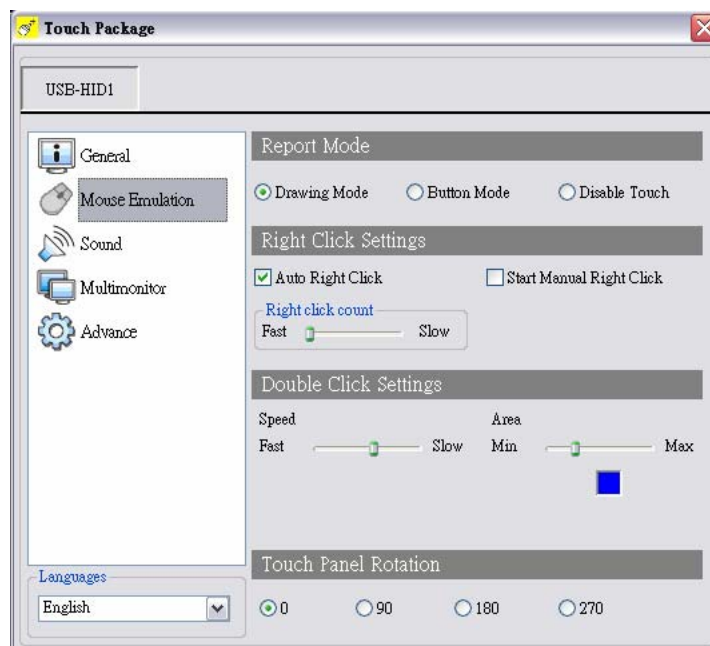 Touch Package
USB-HID1
General
Mouse Emulation
Sound
Multimonitor
Advance
Languages
English
Report Mode
Drawing Mode Button Mode Disable Touch
Right Click Settings
Auto Right Click Start Manual Right Click
Right click count
Fast Slow
Double Click Settings
Speed Area
Fast Slow Min Max
Touch Panel Rotation
0 90 180 270